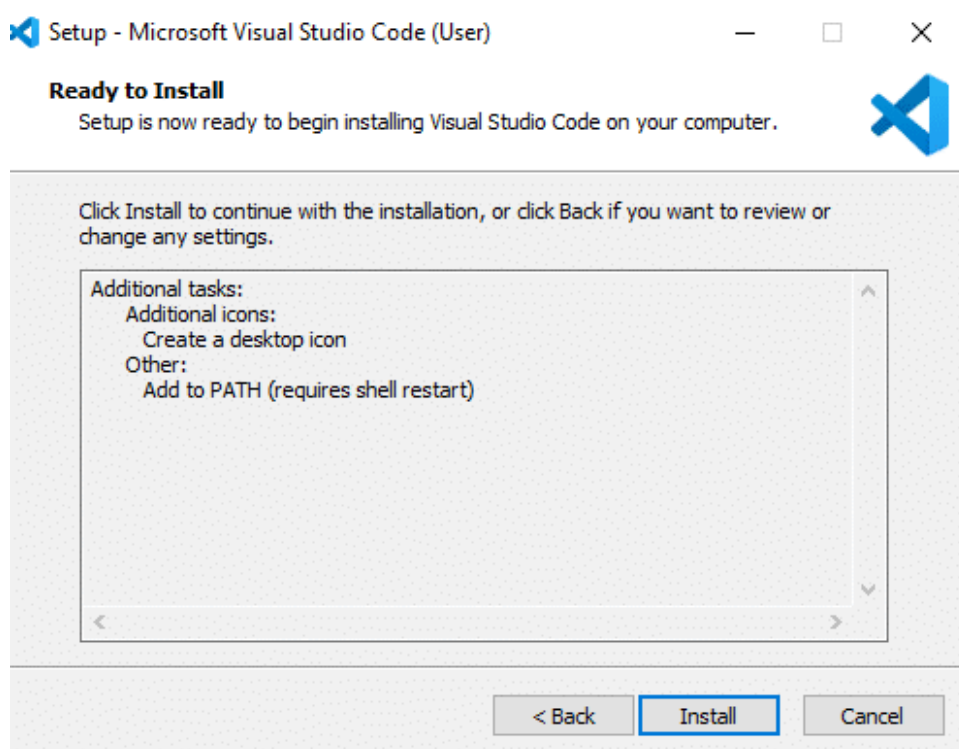 Setup - Microsoft Visual Studio Code (User)
Ready to Install
Setup is now ready to begin installing Visual Studio Code on your computer.
Click Install to continue with the installation, or click Back if you want to review or
change any settings.
Additional tasks:
Additional icons:
Create a desktop icon
Other:
Add to PATH (requires shell restart)
< Back
Install
Cancel